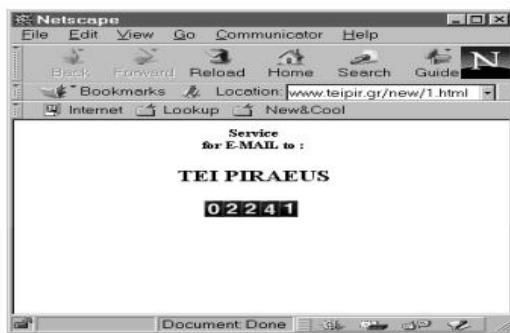 Netscape
File Edit View Go Communicator Help
Back Forward Reload Home Search Guide N
Bookmarks Location: www.teipir.gr/new/1.html
Internet Lookup New&Cool
Service
for E-MAIL to :
TEI PIRAEUS
02241
Document: Done